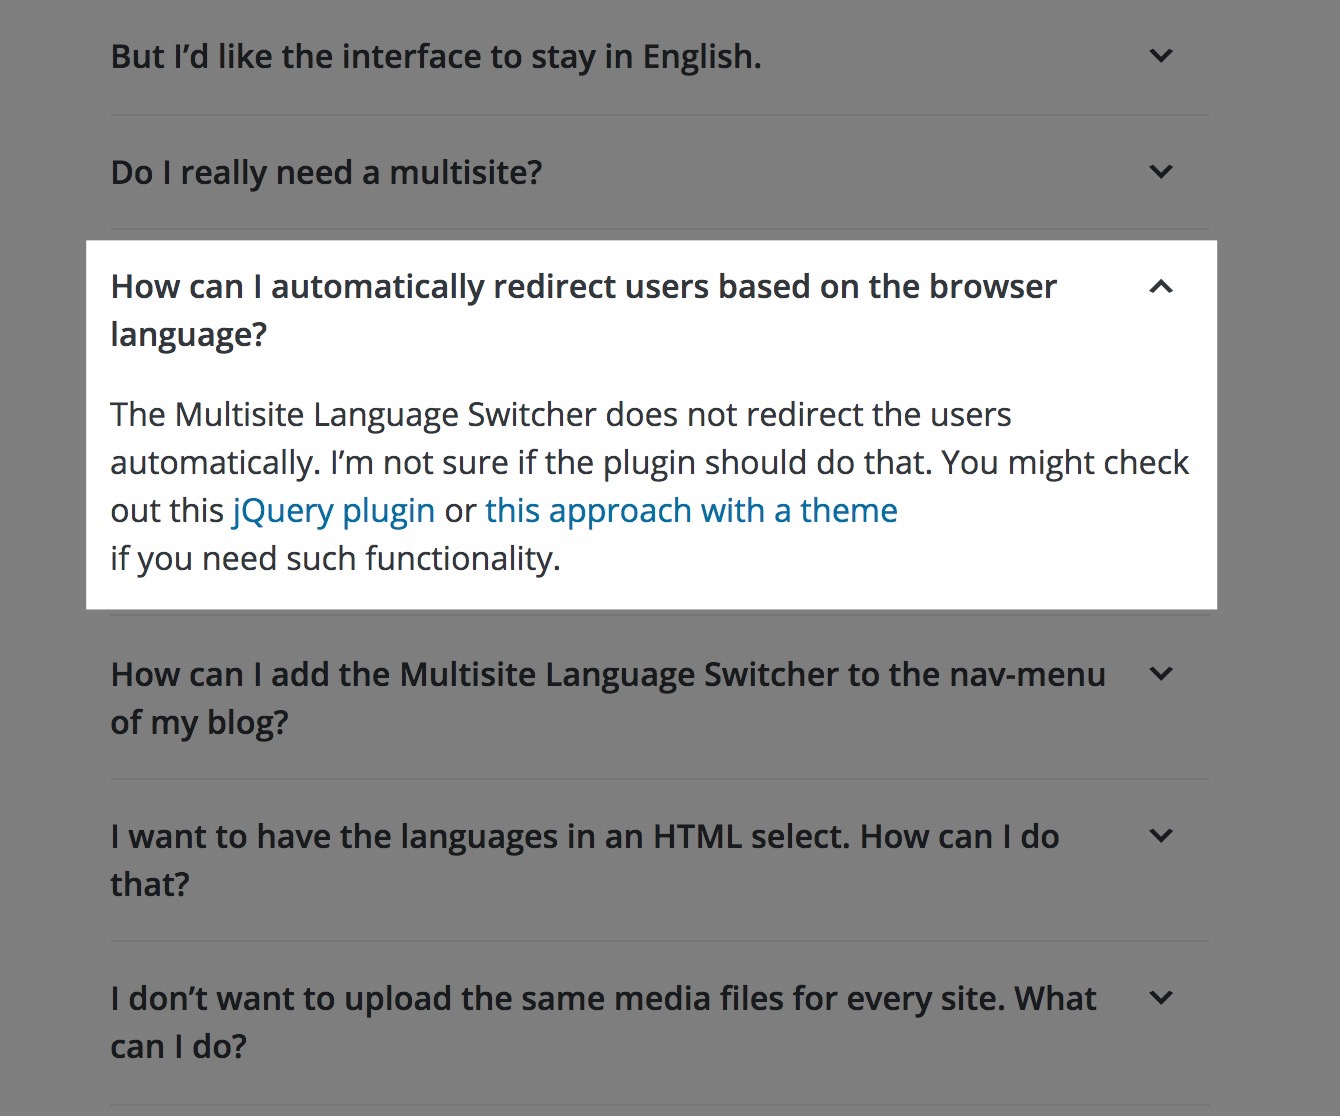 But I’d like the interface to stay in English.
Do I really need a multisite?
How can I automatically redirect users based on the browser
language?
The Multisite Language Switcher does not redirect the users
automatically. I’m not sure if the plugin should do that. You might check
out this jQuery plugin or this approach with a theme
if you need such functionality.
How can I add the Multisite Language Switcher to the nav-menu
of my blog?
I want to have the languages in an HTML select. How can I do
that?
I don’t want to upload the same media files for every site. What
can I do?